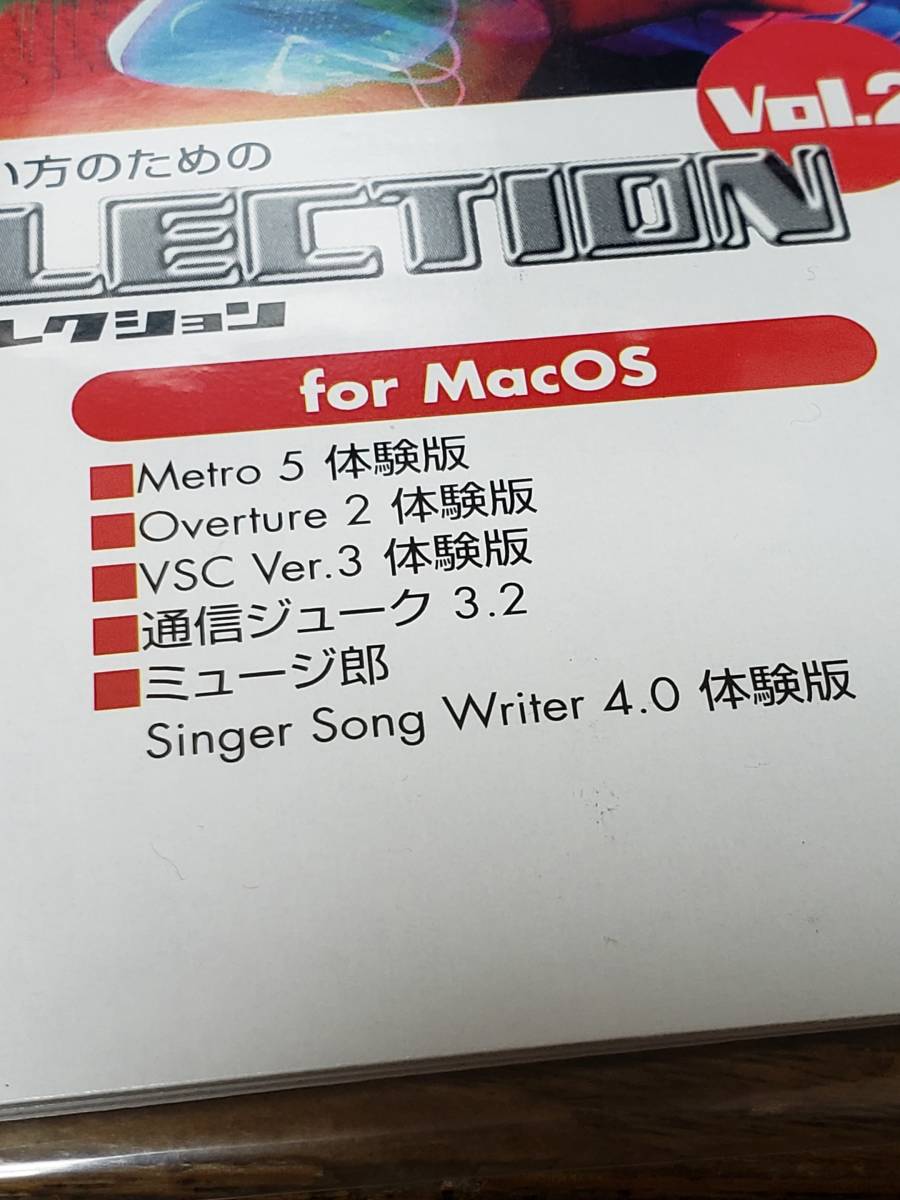 Vol.2
い方のための
LECTION
レクション
for MacOS
■Metro 5 体験版
■Overture 2 体験版
■VSC Ver.3 体験版
■通信ジューク 3.2
■ミュージ郎
Singer Song Writer 4.0 体験版